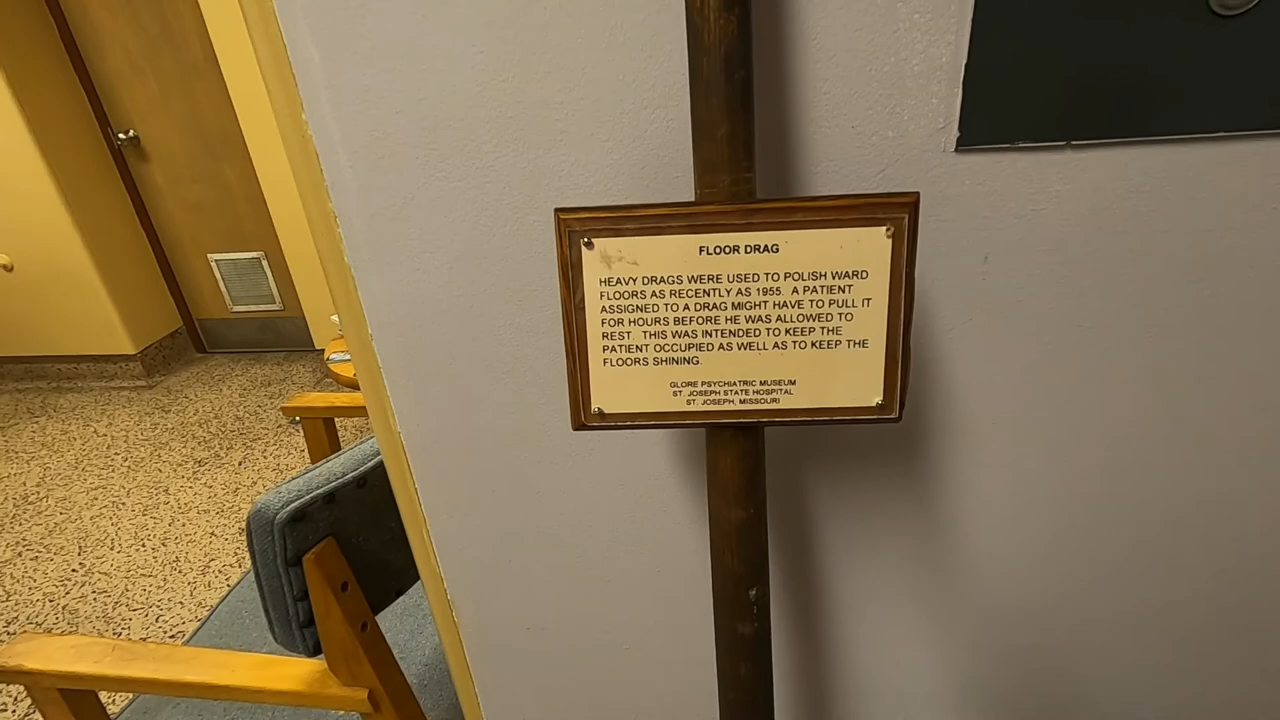 FLOOR DRAG
HEAVY DRAGS WERE USED TO POLISH WARD
FLOORS AS RECENTLY AS 1955. A PATIENT
ASSIGNED TO A DRAG MIGHT HAVE TO PULL IT
FOR HOURS BEFORE HE WAS ALLOWED TO
REST. THIS WAS INTENDED TO KEEP THE
PATIENT OCCUPIED AS WELL AS TO KEEP THE
FLOORS SHINING.
GLORE PSYCHIATRIC MUSEUM
ST. JOSEPH STATE HOSPITAL
ST. JOSEPH, MISSOURI